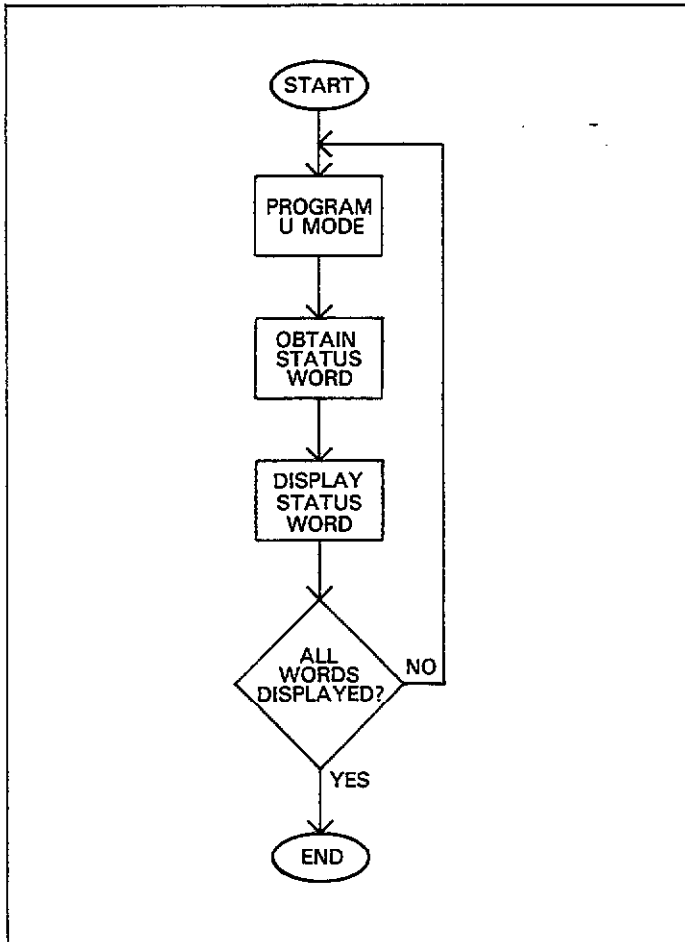 START
PROGRAM
U MODE
OBTAIN
STATUS
WORD
DISPLAY
STATUS
WORD
ALL
WORDS
DISPLAYED?
NO
YES
END